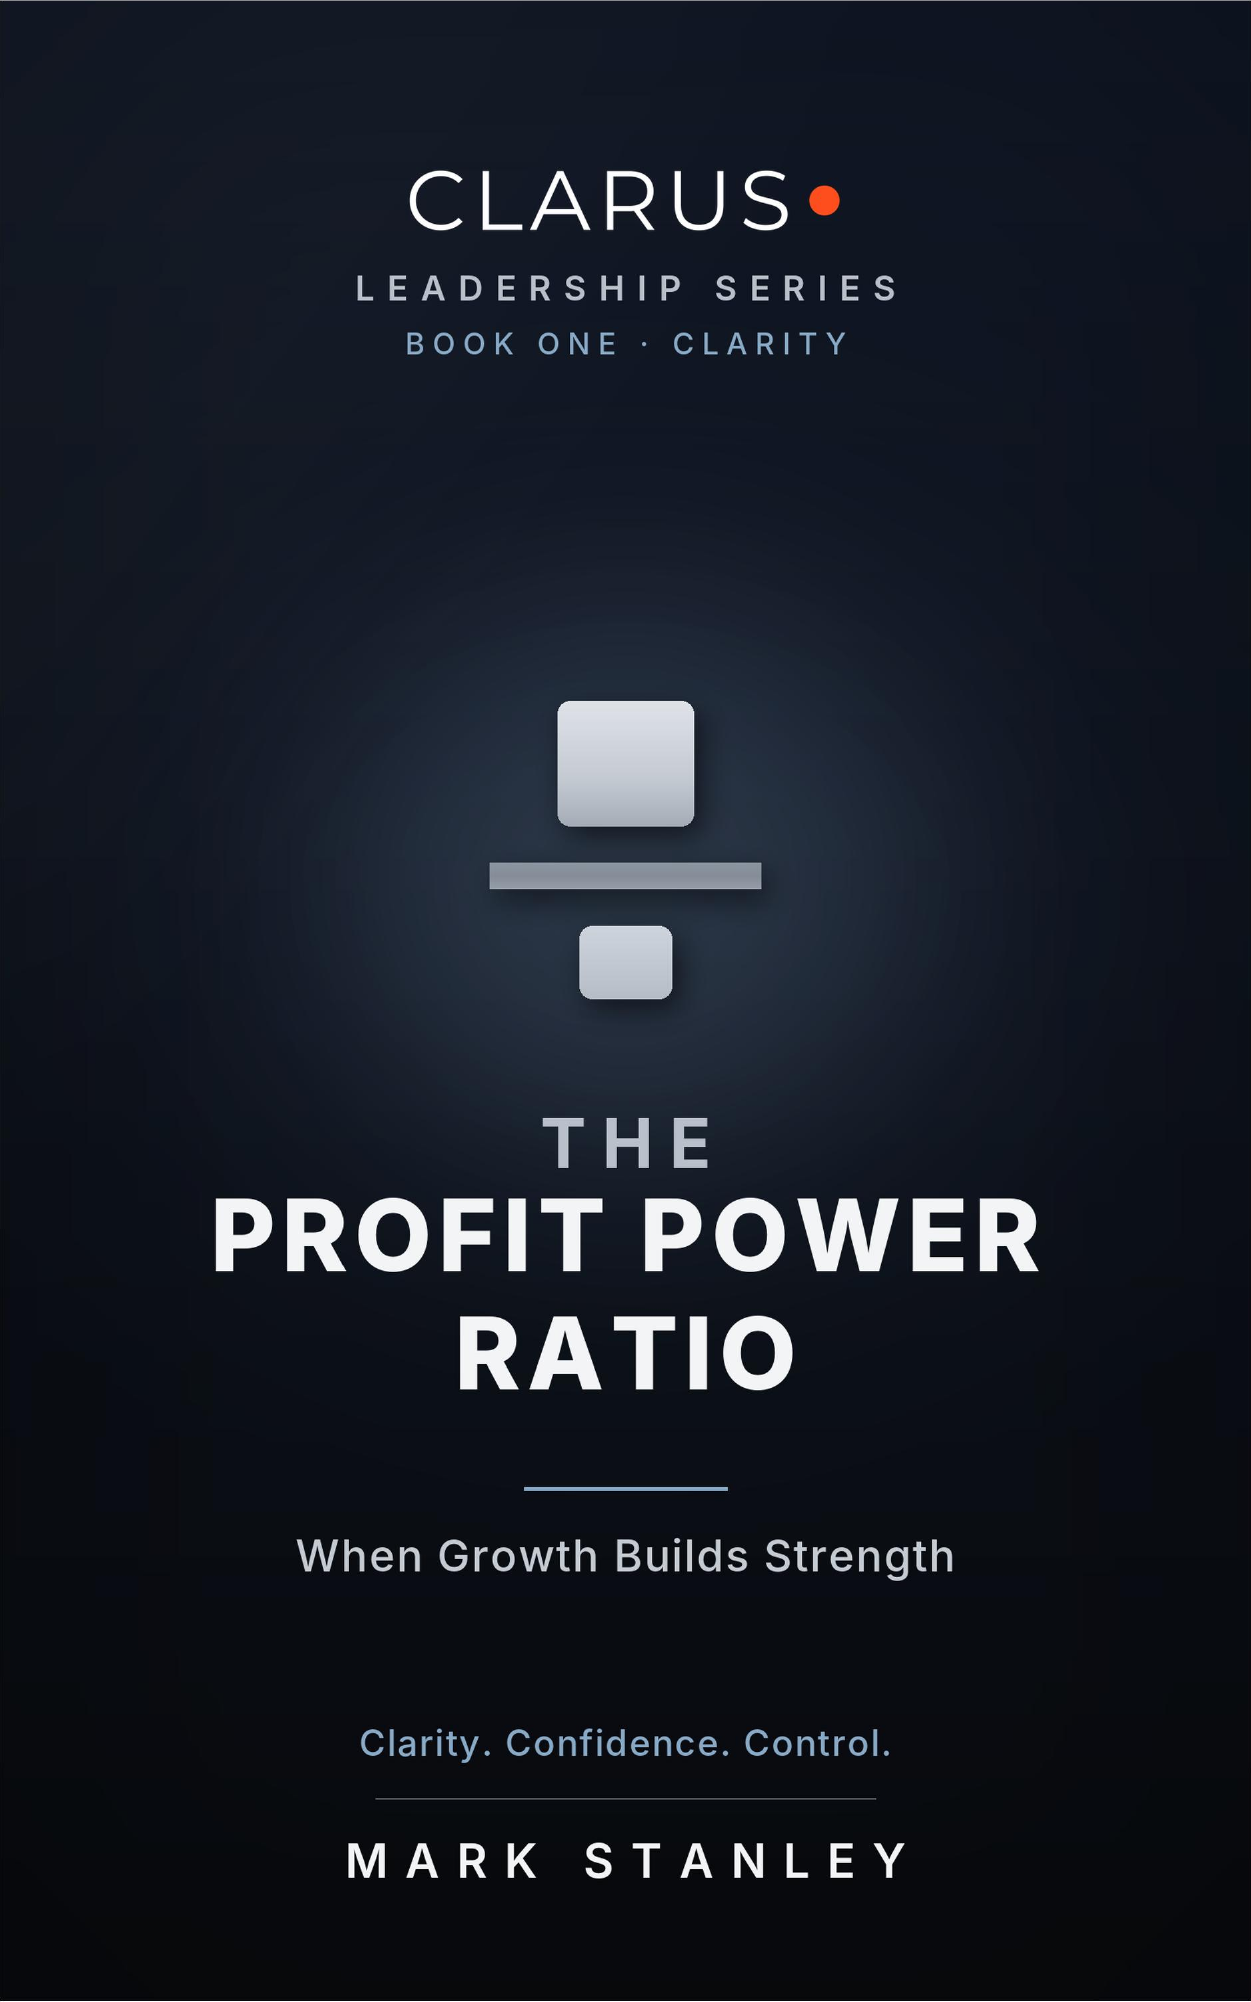 CLARUS
LEADERSHIP SERIES
BOOK ONE · CLARITY
THE
PROFIT POWER
RATIO
When Growth Builds Strength
Clarity. Confidence. Control.
MARK STANLEY